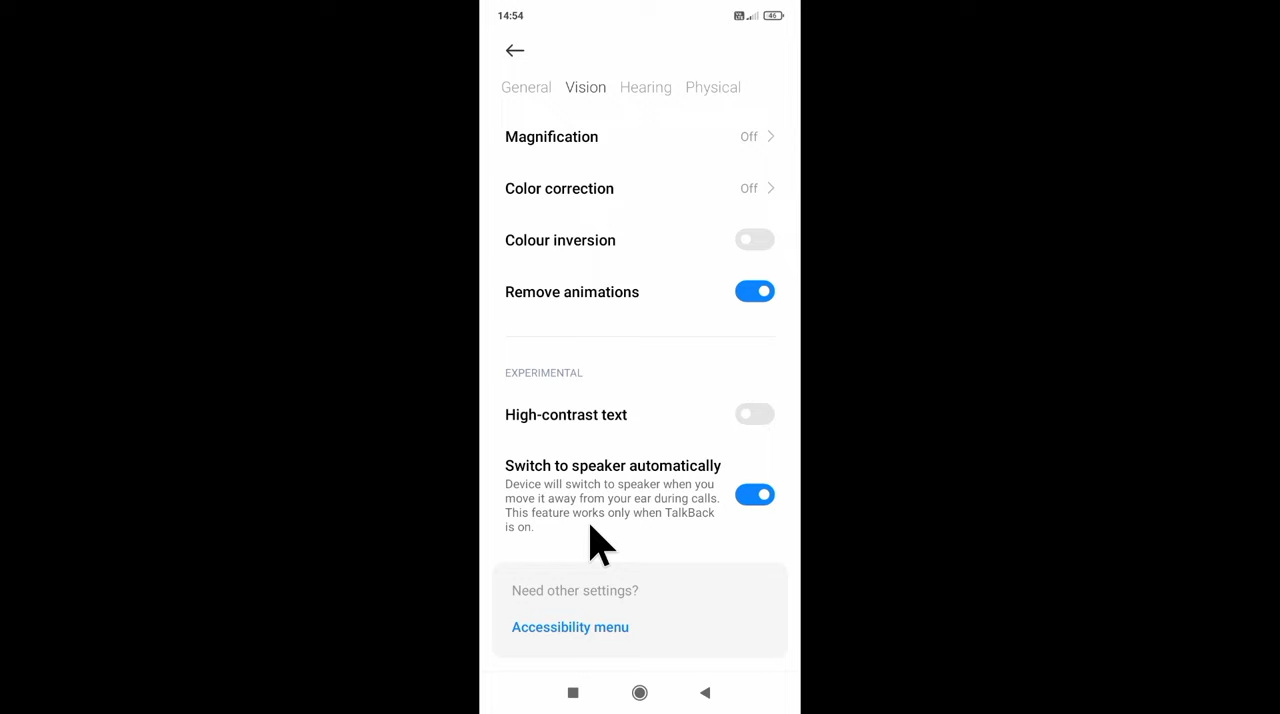 14:54
46
General Vision Hearing Physical
Magnification Off
Color correction Off
Colour inversion
Remove animations
EXPERIMENTAL
High-contrast text
Switch to speaker automatically
Device will switch to speaker when you
move it away from your ear during calls.
This feature works only when TalkBack
is on.
Need other settings?
Accessibility menu